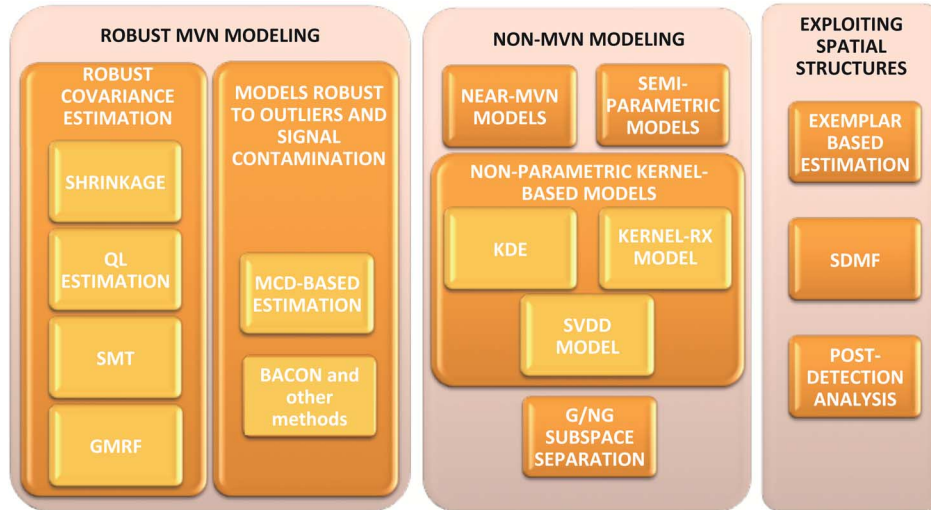 ROBUST MVN MODELING
ROBUST
COVARIANCE
ESTIMATION
SHRINKAGE
QL
ESTIMATION
SMT
GMRF
MODELS ROBUST
TO OUTLIERS AND
SIGNAL
CONTAMINATION
MCD-BASED
ESTIMATION
BACON and
other
methods
NON-MVN MODELING
NEAR-MVN
MODELS
SEMI-
PARAMETRIC
MODELS
NON-PARAMETRIC KERNEL-
BASED MODELS
KDE
KERNEL-RX
MODEL
SVDD
MODEL
G/NG
SUBSPACE
SEPARATION
EXPLOITING
SPATIAL
STRUCTURES
EXEMPLAR
BASED
ESTIMATION
SDMF
POST-
DETECTION
ANALYSIS